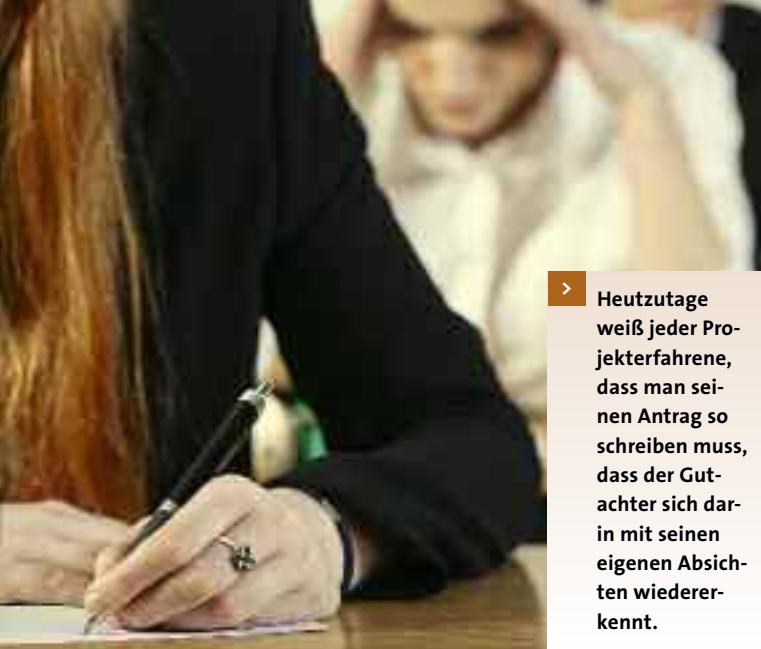 Heutzutage
weiß jeder Pro-
jekterfahrene,
dass man sei-
nen Antrag so
schreiben muss,
dass der Gut-
achter sich dar-
in mit seinen
eigenen Absich-
ten wiederer-
kennt.